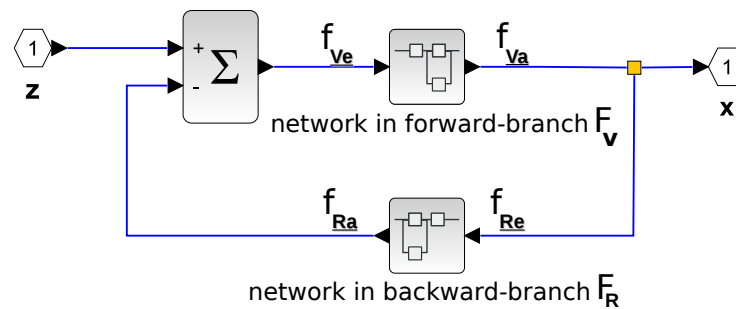 1
z
+
-
Σ
f Ve
f Va
1
x
network in forward-branch F v
f Ra
f Re
network in backward-branch F R